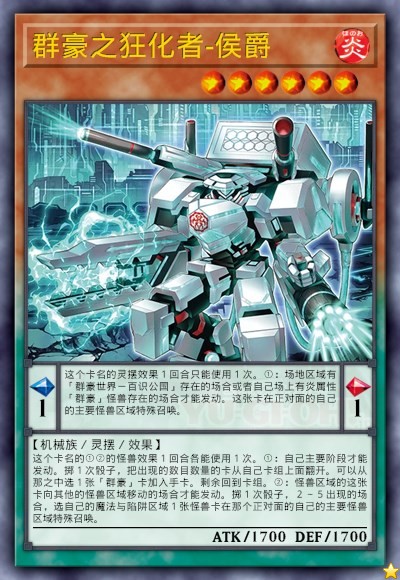 群豪之狂化者-侯爵
ほのお
炎
这个卡名的灵摆效果1回合只能使用1次。①：场地区域有
「群豪世界－百识公国」存在的场合或者自己场上有炎属性
「群豪」怪兽存在的场合才能发动。这张卡在正对面的自己
的主要怪兽区域特殊召唤。
1
1
【机械族／灵摆／效果】
这个卡名的①②的怪兽效果1回合各能使用1次。①：自己主要阶段才能
发动。掷1次骰子，把出现的数目数量的卡从自己卡组上面翻开。可以从
那之中选1张「群豪」卡加入手卡。剩余回到卡组。②：怪兽区域的这张
卡向其他的怪兽区域移动的场合才能发动。掷1次骰子，2－5出现的场
合，选自己的魔法与陷阱区域1张怪兽卡在那个正对面的自己的主要怪兽
区域特殊召唤。
ATK/1700 DEF/1700